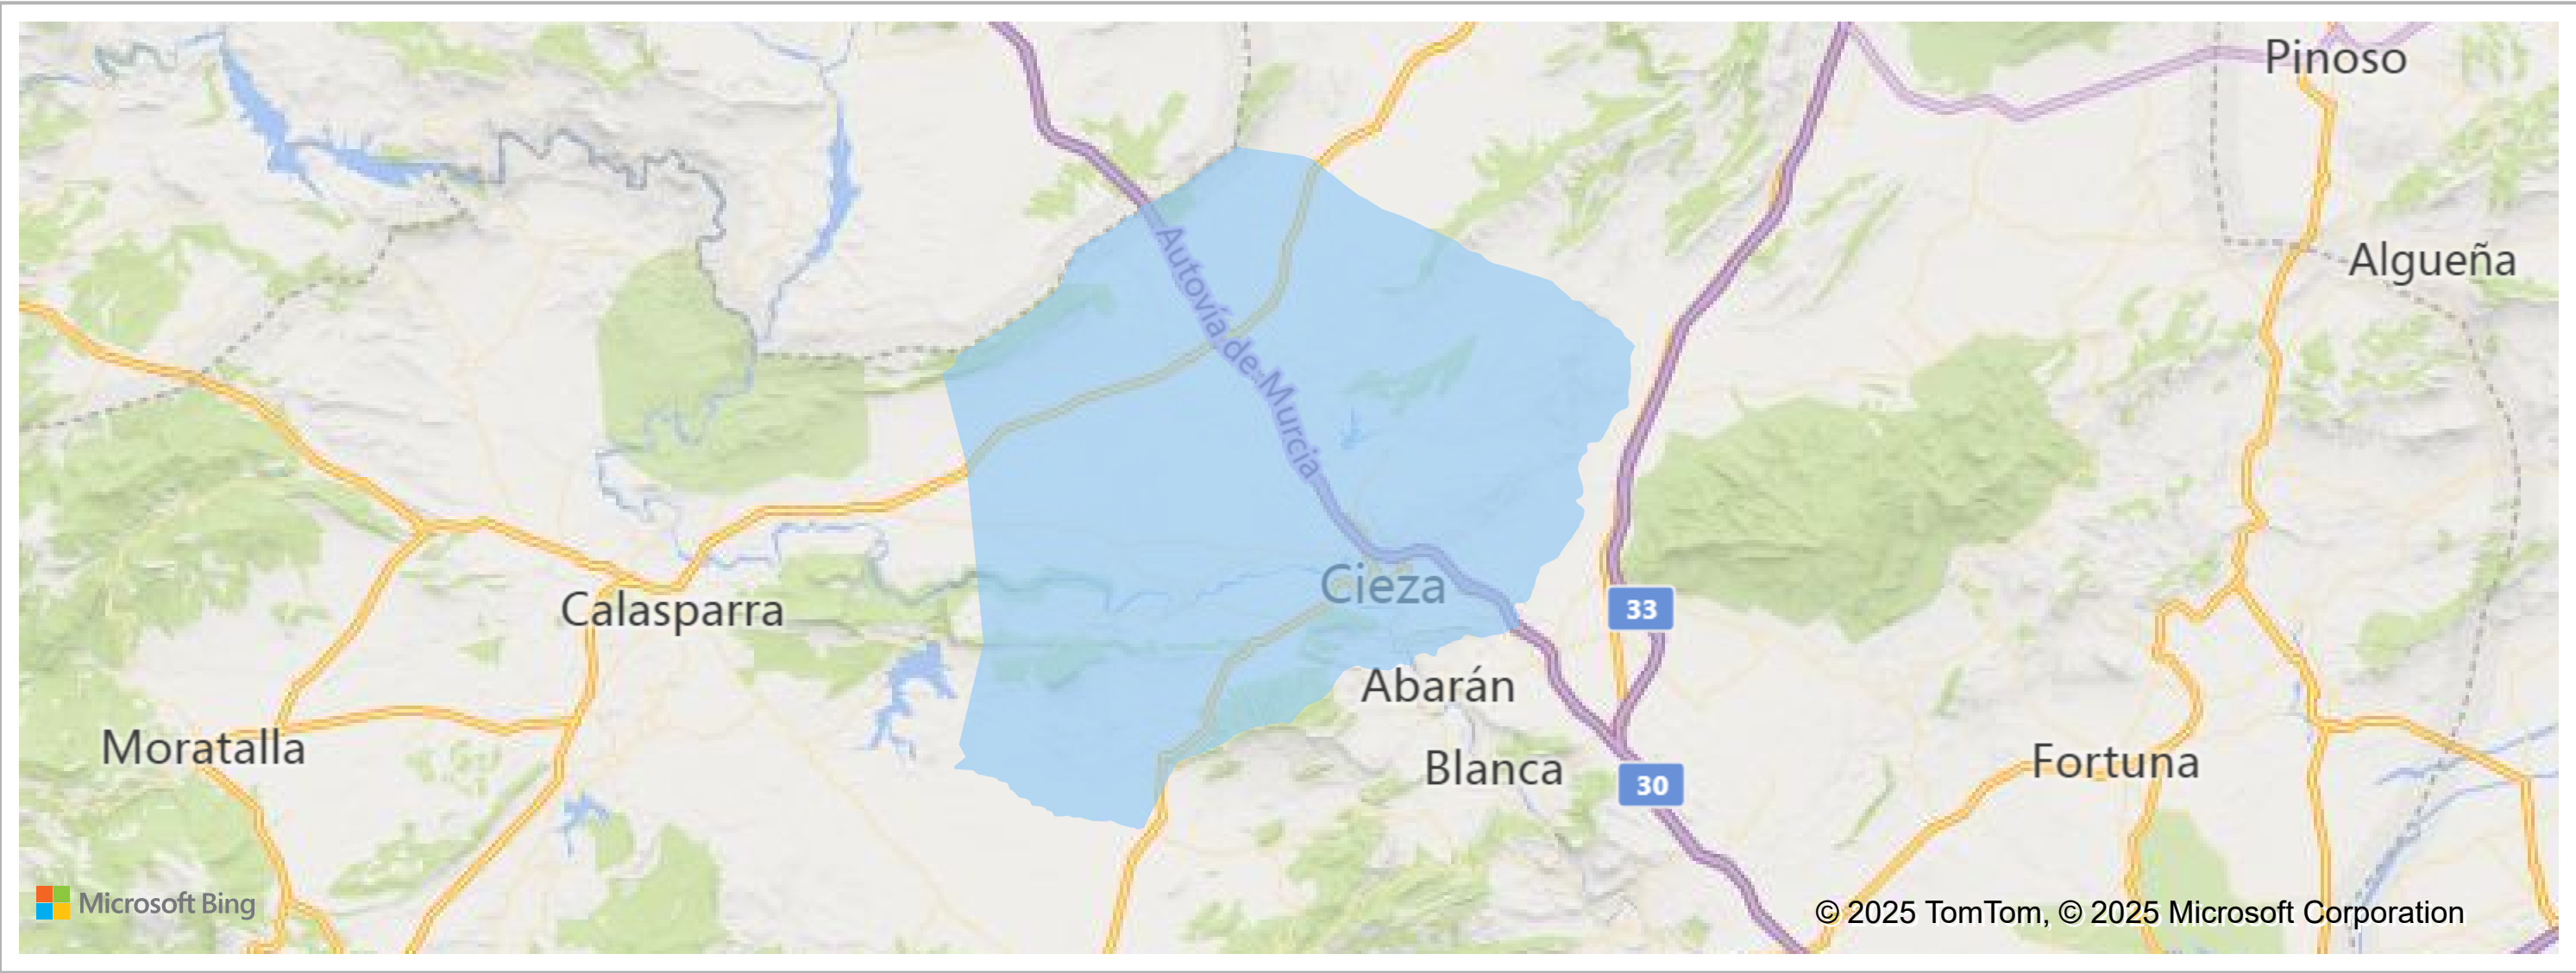 Pinoso
Algueña
Autovía de Murcia
Cieza
33
Calasparra
Abarán
Moratalla
Blanca
Fortuna
30
Microsoft Bing
© 2025 TomTom, © 2025 Microsoft Corporation